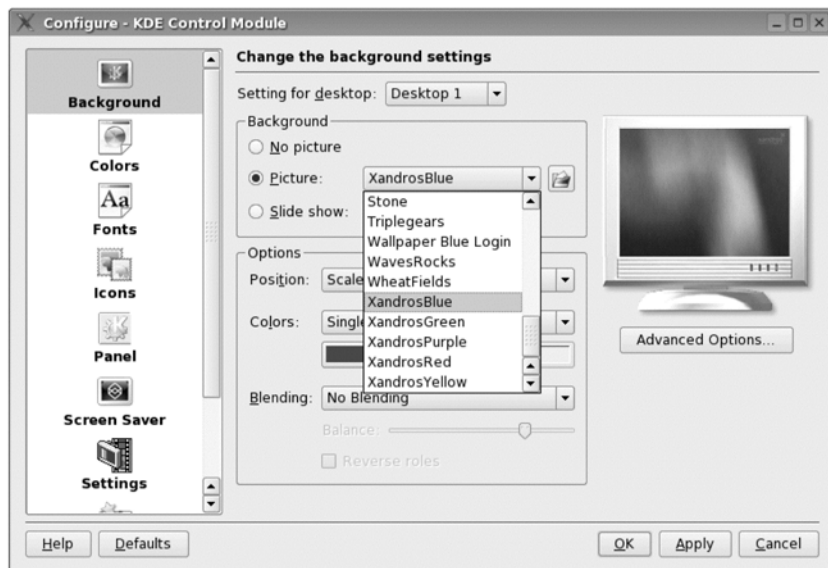 Configure - KDE Control Module
Background
Colors
Fonts
Icons
Panel
Screen Saver
Settings
Change the background settings
Setting for desktop: Desktop 1
Background
No picture
Picture: XandrosBlue
Slide show:
Stone
Triplegears
Wallpaper Blue Login
WavesRocks
WheatFields
XandrosBlue
XandrosGreen
XandrosPurple
XandrosRed
XandrosYellow
Options
Position: Scale
Colors: Singl
Blending: No Blending
Balance:
Reverse roles
Advanced Options...
Help
Defaults
OK
Apply
Cancel